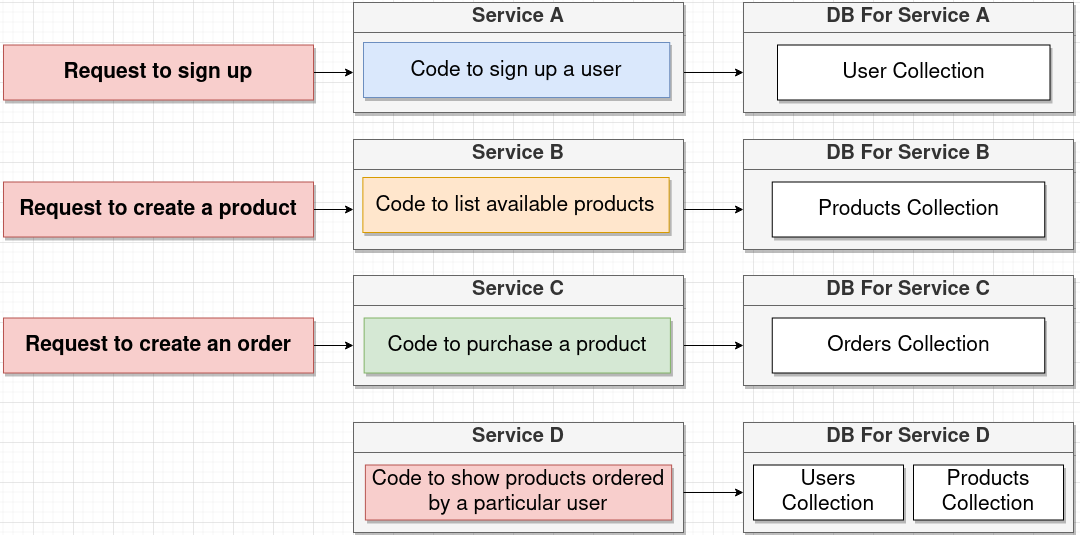 Service A
DB For Service A
Request to sign up
Code to sign up a user
User Collection
Service B
DB For Service B
Request to create a product
Code to list available products
Products Collection
Service C
DB For Service C
Request to create an order
Code to purchase a product
Orders Collection
Service D
DB For Service D
Code to show products ordered
by a particular user
Users
Collection
Products
Collection